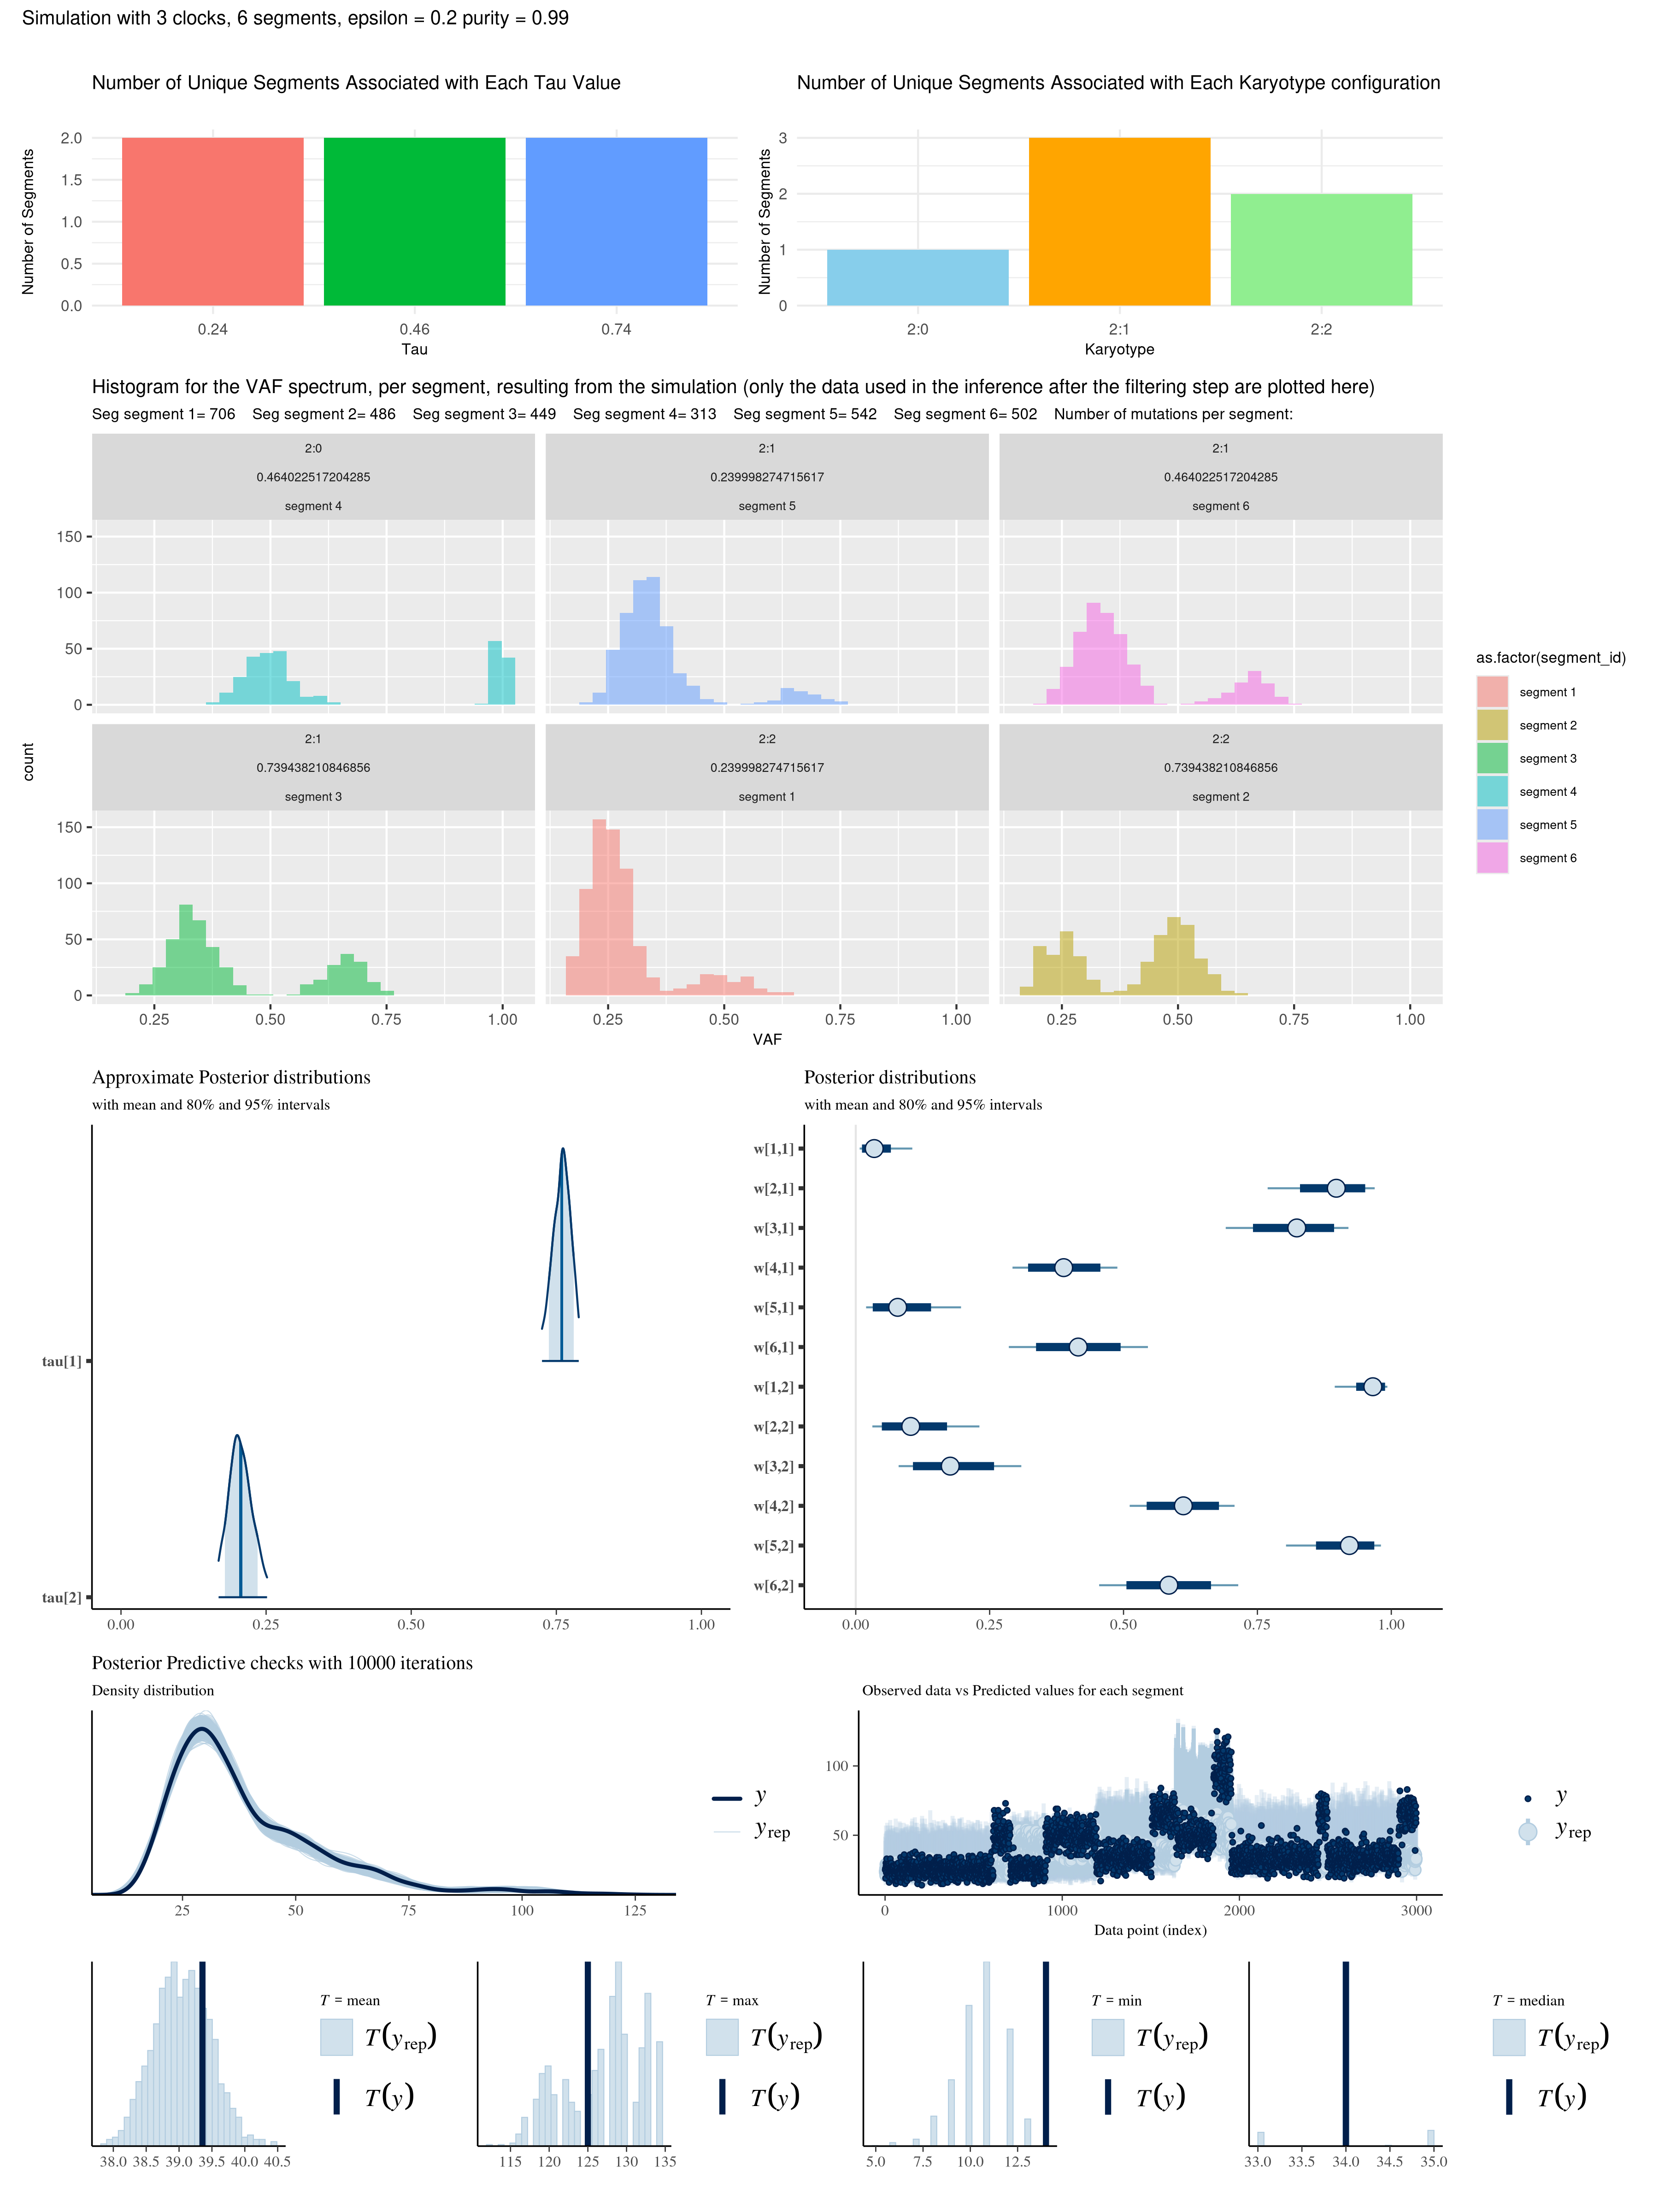 Simulation with 3 clocks, 6 segments, epsilon = 0.2 purity = 0.99
Number of Unique Segments Associated with Each Tau Value
Number of Segments
2.0
1.5
1.0
0.5
0.0
0.24 0.46 0.74
Tau
Number of Unique Segments Associated with Each Karyotype configuration
Number of Segments
3
2
1
0
2:0 2:1 2:2
Karyotype
Histogram for the VAF spectrum, per segment, resulting from the simulation (only the data used in the inference after the filtering step are plotted here)
Seg segment 1= 706 Seg segment 2= 486 Seg segment 3= 449 Seg segment 4= 313 Seg segment 5= 542 Seg segment 6= 502 Number of mutations per segment:
2:0 2:1 2:1
0.464022517204285 0.239998274715617 0.464022517204285
segment 4 segment 5 segment 6
150
100
50
0
2:1 2:2 2:2
0.739438210846856 0.239998274715617 0.739438210846856
segment 3 segment 1 segment 2
150
100
50
0
count
0.25 0.50 0.75 1.00 0.25 0.50 0.75 1.00 0.25 0.50 0.75 1.00
VAF
as.factor(segment_id)
segment 1
segment 2
segment 3
segment 4
segment 5
segment 6
Approximate Posterior distributions
with mean and 80% and 95% intervals
tau[1]
tau[2]
0.00 0.25 0.50 0.75 1.00
Posterior distributions
with mean and 80% and 95% intervals
w[1,1]
w[2,1]
w[3,1]
w[4,1]
w[5,1]
w[6,1]
w[1,2]
w[2,2]
w[3,2]
w[4,2]
w[5,2]
w[6,2]
0.00 0.25 0.50 0.75 1.00
Posterior Predictive checks with 10000 iterations
Density distribution
25 50 75 100 125
y
yrep
Observed data vs Predicted values for each segment
100
50
0 1000 2000 3000
Data point (index)
y
yrep
38.0 38.5 39.0 39.5 40.0 40.5
T = mean
T(yrep)
T(y)
115 120 125 130 135
T = max
T(yrep)
T(y)
5.0 7.5 10.0 12.5
T = min
T(yrep)
T(y)
33.0 33.5 34.0 34.5 35.0
T = median
T(yrep)
T(y)